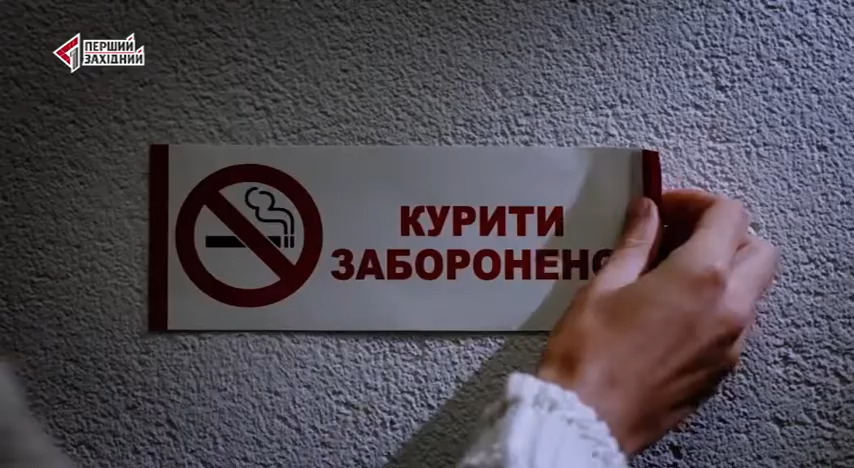 ПЕРШИЙ
ЗАХІДНИЙ
КУРИТИ
ЗАБОРОНЕНО